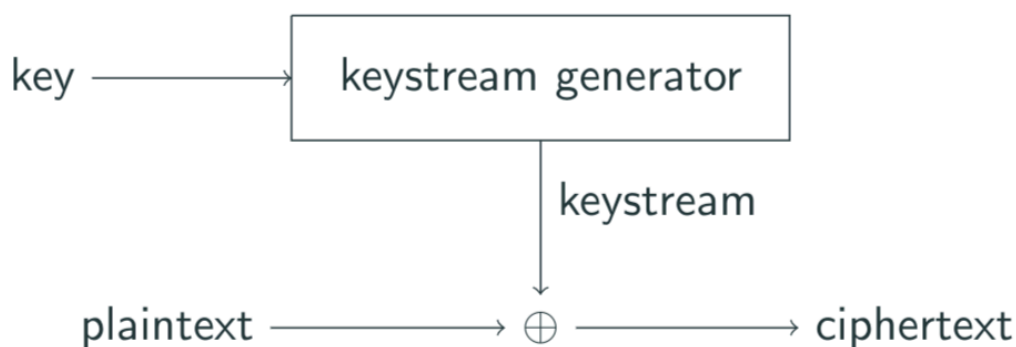 key
keystream generator
keystream
plaintext ⊕ ciphertext